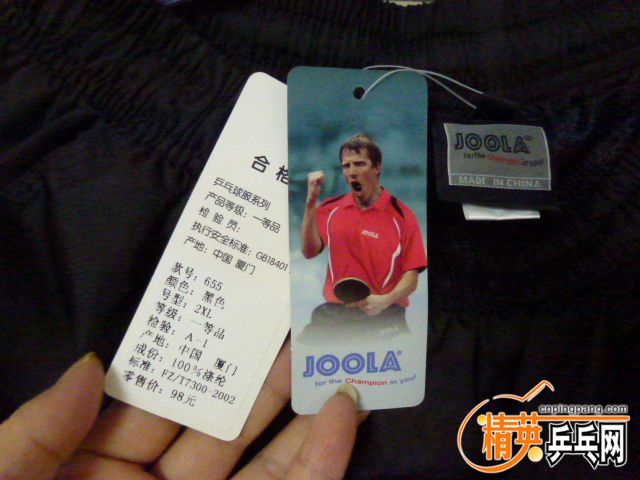 合格
乒乓球服系列
产品等级:一等品
检 验 员:
执行安全标准:GB18401
产地:中国 厦门
款号:655
颜色:黑色
号型:2XL
等级:一等品
检验:A-1
产地:中国 厦门
成份:100%涤纶
标准:FZ/T7300 2002
零售价:98元
JOOLA
JOOLA®
for the Champion in you!
JOOLA®
for the Champion in you!
MADE IN CHINA
cnpingpang.com
精英乒乓网